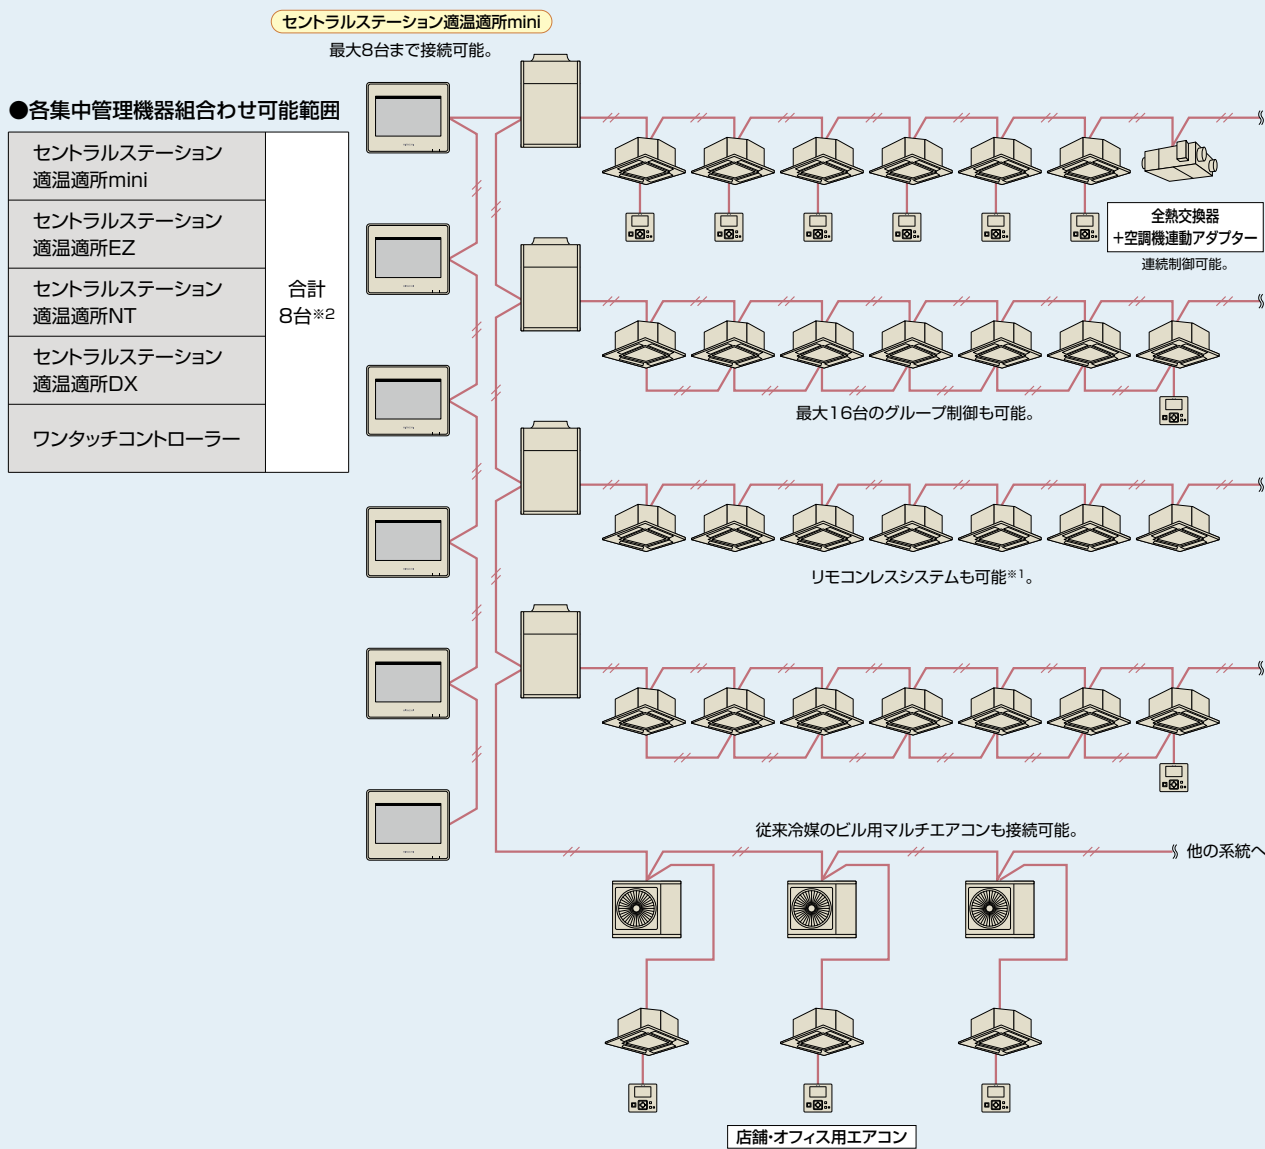 セントラルステーション適温適所mini
最大8台まで接続可能。
●各集中管理機器組合わせ可能範囲
セントラルステーション
適温適所mini
セントラルステーション
適温適所EZ
セントラルステーション
適温適所NT
セントラルステーション
適温適所DX
ワンタッチコントローラー
合計
8台※2
全熱交換器
+空調機連動アダプター
連続制御可能。
最大16台のグループ制御も可能。
リモコンレスシステムも可能※1。
従来冷媒のビル用マルチエアコンも接続可能。
他の系統へ
店舗・オフィス用エアコン